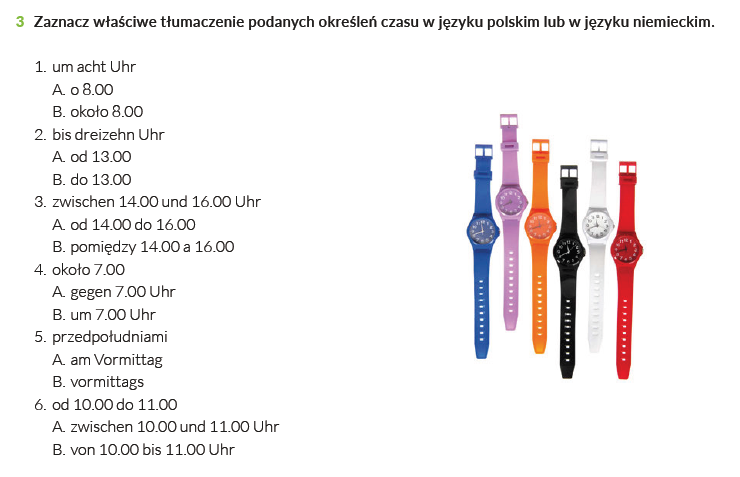 3 Zaznacz właściwe tłumaczenie podanych określeń czasu w języku polskim lub w języku niemieckim.
1. um acht Uhr
A. o 8.00
B. około 8.00
2. bis dreizehn Uhr
A. od 13.00
B. do 13.00
3. zwischen 14.00 und 16.00 Uhr
A. od 14.00 do 16.00
B. pomiędzy 14.00 a 16.00
4. około 7.00
A. gegen 7.00 Uhr
B. um 7.00 Uhr
5. przedpołudniami
A. am Vormittag
B. vormittags
6. od 10.00 do 11.00
A. zwischen 10.00 und 11.00 Uhr
B. von 10.00 bis 11.00 Uhr